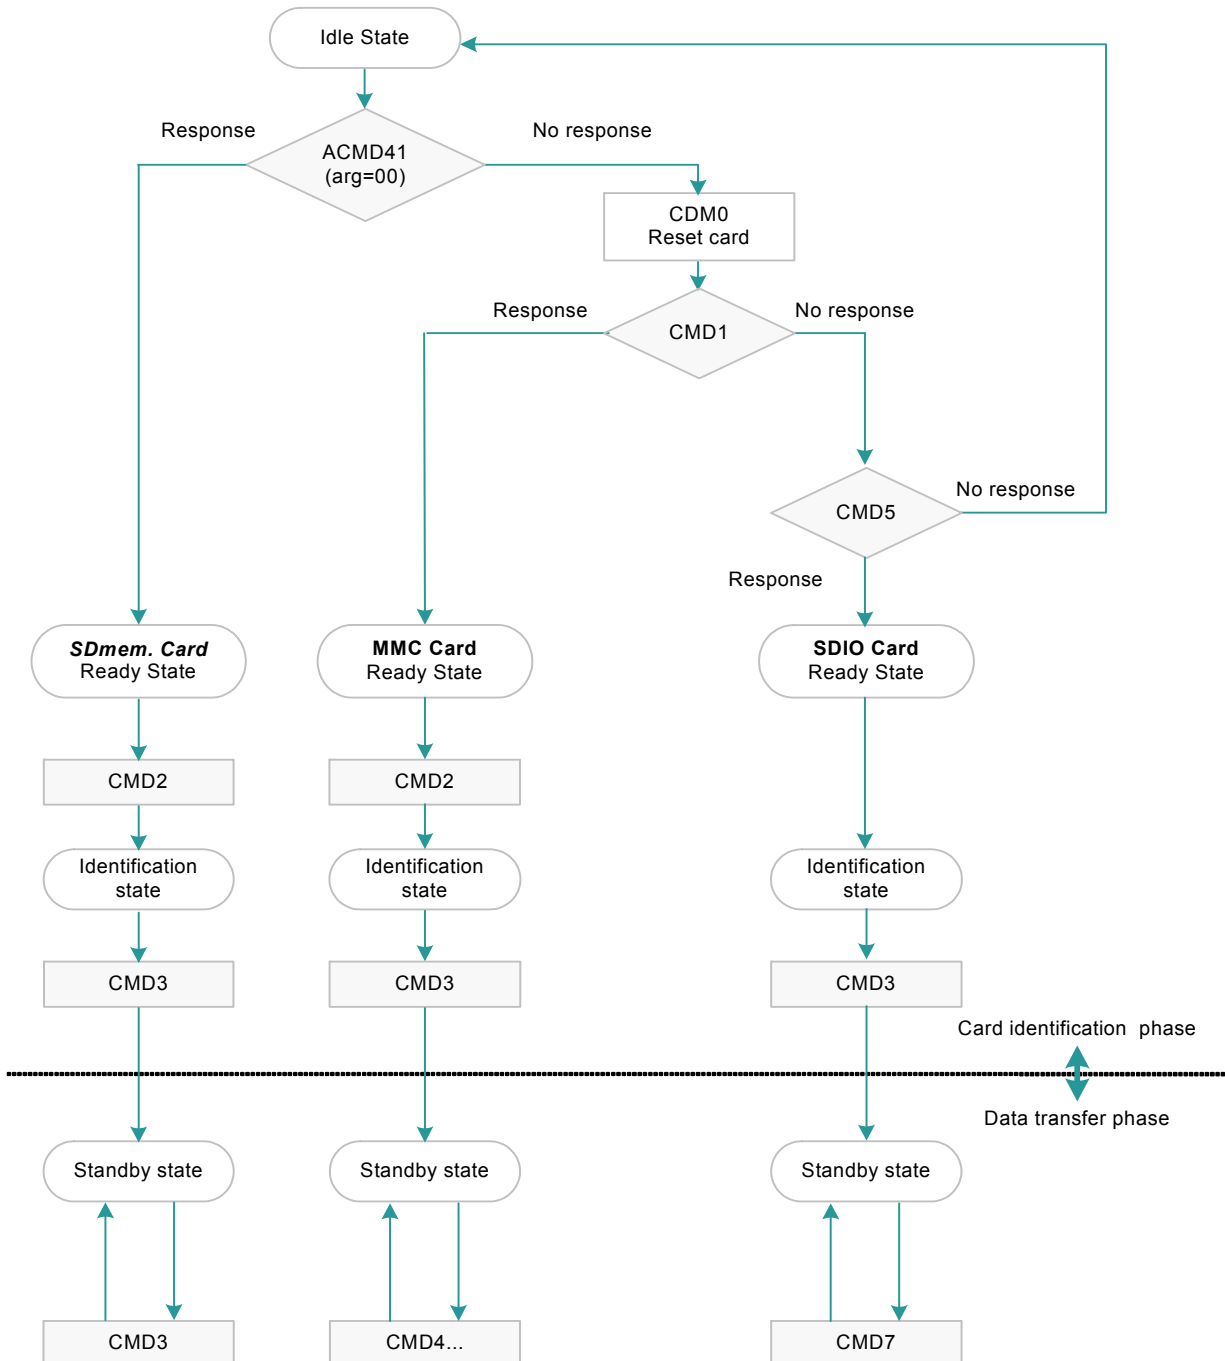 Idle State
Response
No response
ACMD41
(arg=00)
CDM0
Reset card
Response
No response
CMD1
No response
CMD5
Response
SDmem. Card
Ready State
MMC Card
Ready State
SDIO Card
Ready State
CMD2
CMD2
Identification
state
Identification
state
Identification
state
CMD3
CMD3
CMD3
Card identification phase
Data transfer phase
Standby state
Standby state
Standby state
CMD3
CMD4...
CMD7